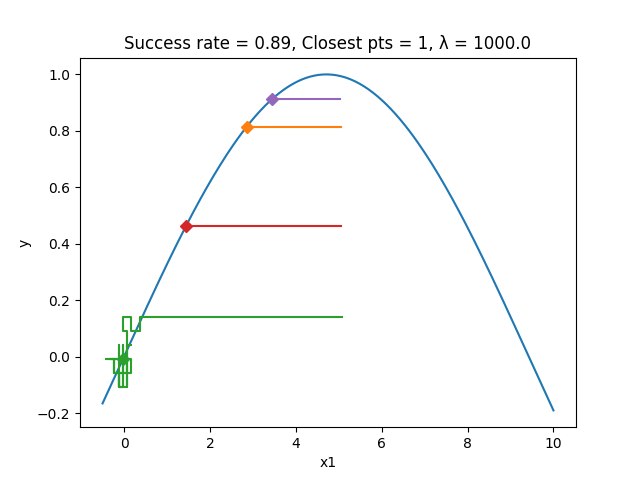 Success rate = 0.89, Closest pts = 1, λ = 1000.0
1.0
0.8
0.6
0.4
0.2
0.0
−0.2
y
0 2 4 6 8 10
x1